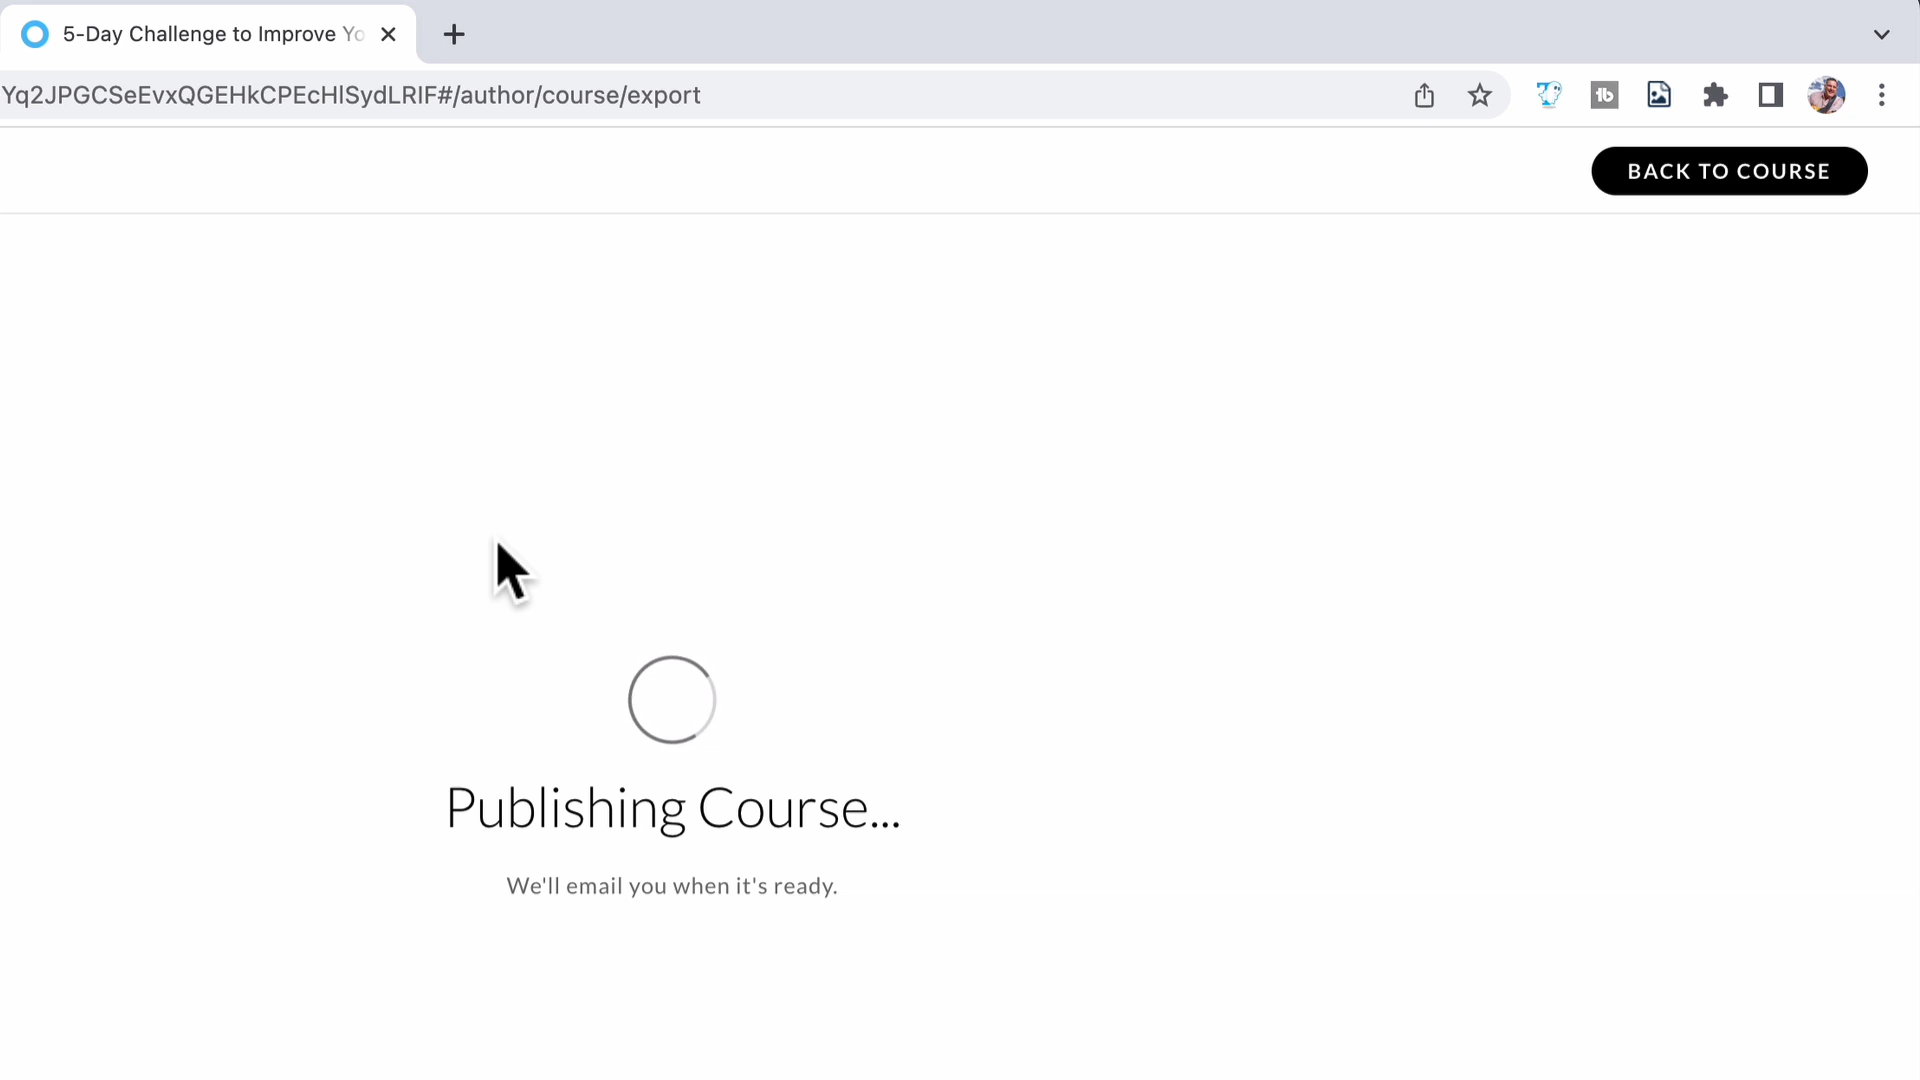 5-Day Challenge to Improve Yo
Yq2JPGCSeEvxQGEHkCPEcHlSydLRIF#/author/course/export
BACK TO COURSE
Publishing Course...
We'll email you when it's ready.